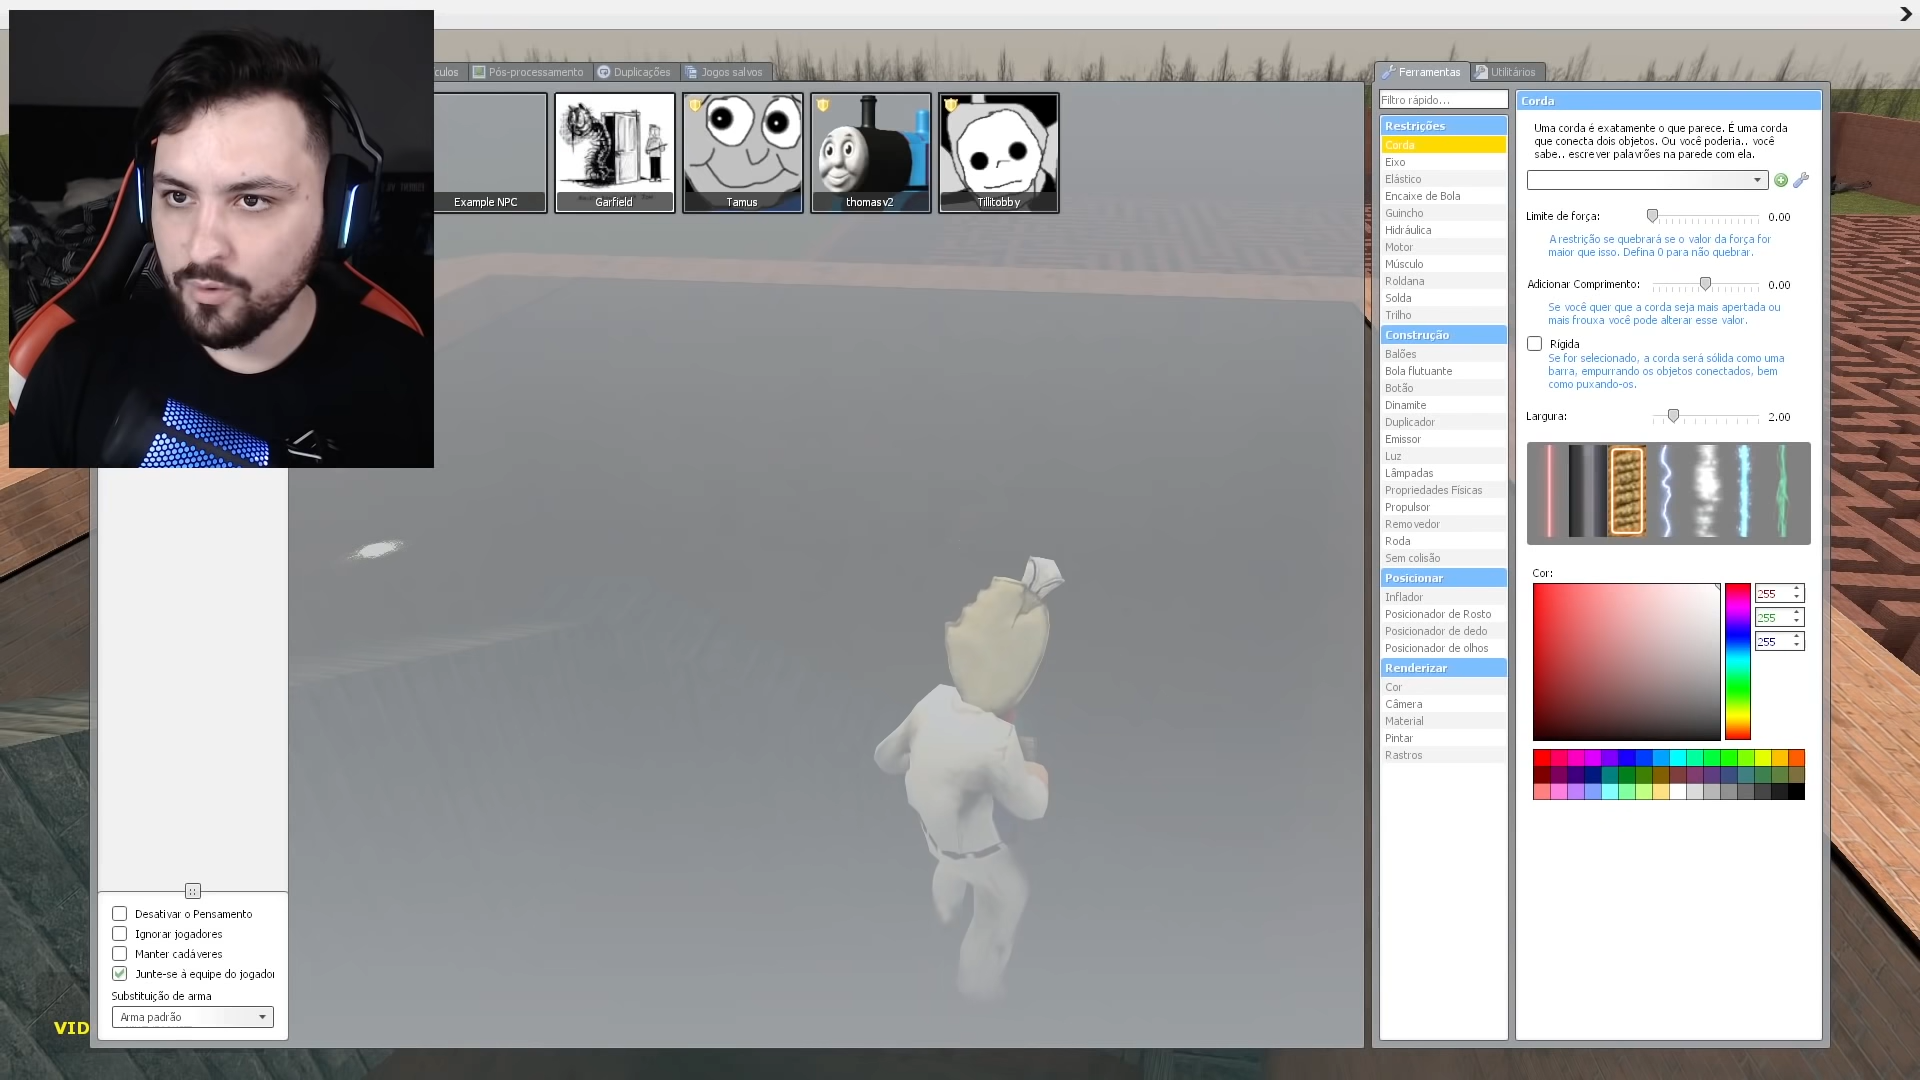 culos
Pós-processamento
Duplicações
Jogos salvos
Example NPC
Garfield
Tamus
thomasv2
Tillitobby
Desativar o Pensamento
Ignorar jogadores
Manter cadáveres
Junte-se à equipe do jogador
Substituição de arma
Arma padrão
VID
Ferramentas
Utilitários
Filtro rápido...
Restrições
Corda
Eixo
Elástico
Encaixe de Bola
Guincho
Hidráulica
Motor
Músculo
Roldana
Solda
Trilho
Construção
Balões
Bola flutuante
Botão
Dinamite
Duplicador
Emissor
Luz
Lâmpadas
Propriedades Físicas
Propulsor
Removedor
Roda
Sem colisão
Posicionar
Inflador
Posicionador de Rosto
Posicionador de dedo
Posicionador de olhos
Renderizar
Cor
Câmera
Material
Pintar
Rastros
Corda
Uma corda é exatamente o que parece. É uma corda
que conecta dois objetos. Ou você poderia.. você
sabe.. escrever palavrões na parede com ela.
Limite de força: 0.00
A restrição se quebrará se o valor da força for
maior que isso. Defina 0 para não quebrar.
Adicionar Comprimento: 0.00
Se você quer que a corda seja mais apertada ou
mais frouxa você pode alterar esse valor.
Rígida
Se for selecionado, a corda será sólida como uma
barra, empurrando os objetos conectados, bem
como puxando-os.
Largura: 2.00
Cor:
255
255
255